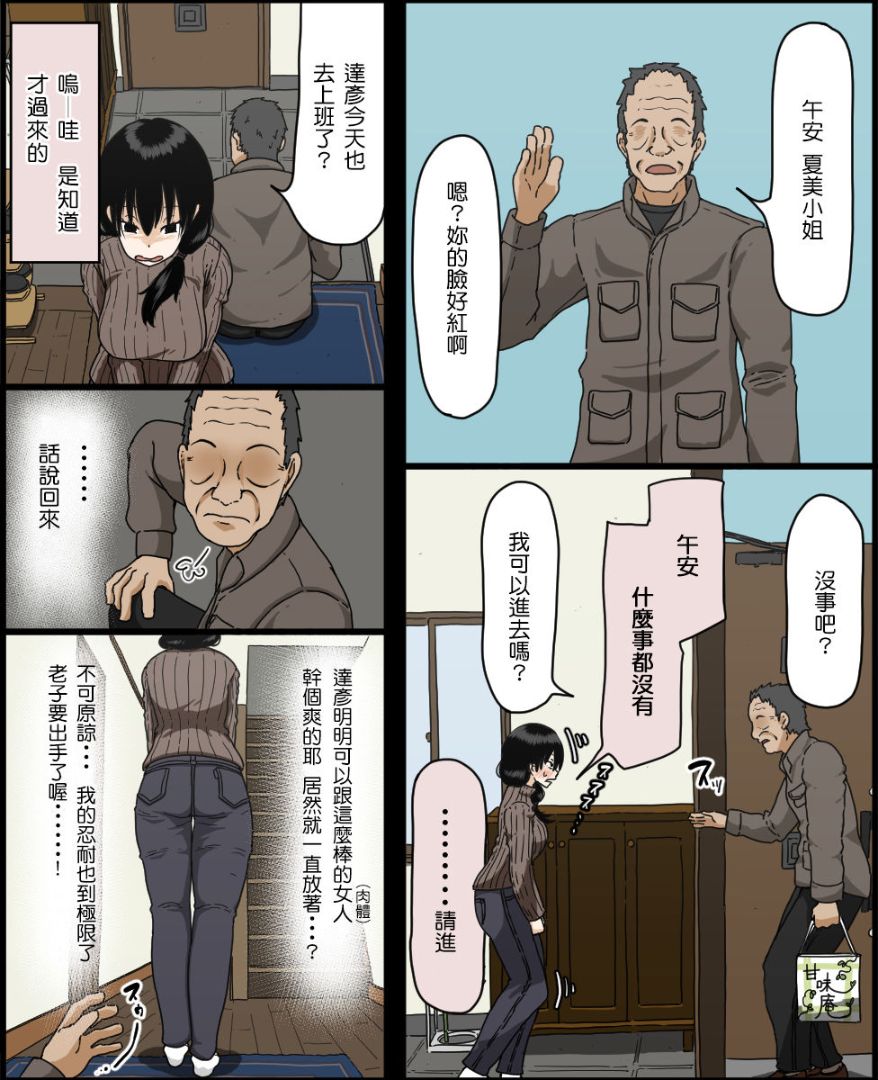 午安 夏美小姐
嗯？妳的臉好紅啊
沒事吧？
午安
什麼事都沒有
我可以進去嗎？
スッ
ススス…
………請進
甘味庵
達彥今天也
去上班了？
嗚—哇 是知道
才過來的
……
話說回來
達彥明明可以跟這麼棒的女人
(肉體)
幹個爽的耶 居然就一直放著…？
不可原諒… 我的忍耐也到極限了
老子要出手了喔……！